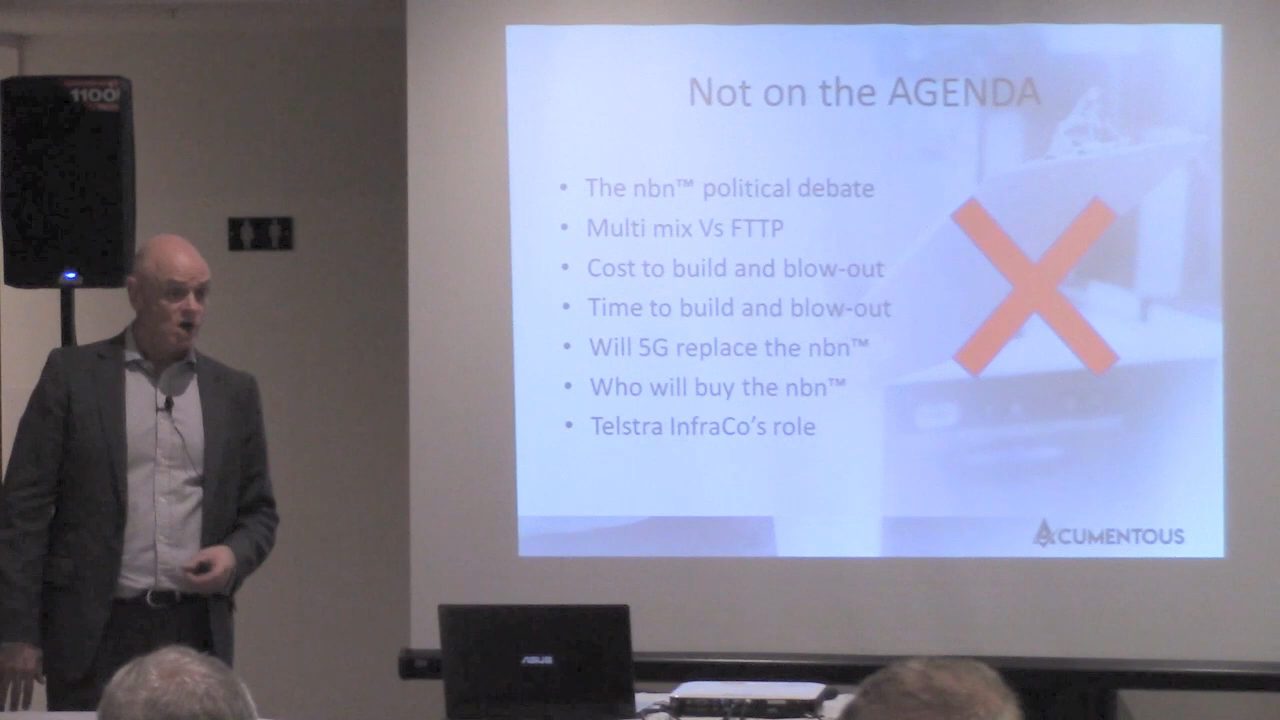 1100
Not on the AGENDA
• The nbn™ political debate
• Multi mix Vs FTTP
• Cost to build and blow-out
• Time to build and blow-out
• Will 5G replace the nbn™
• Who will buy the nbn™
• Telstra InfraCo's role
ACUMENTOUS
ASUS